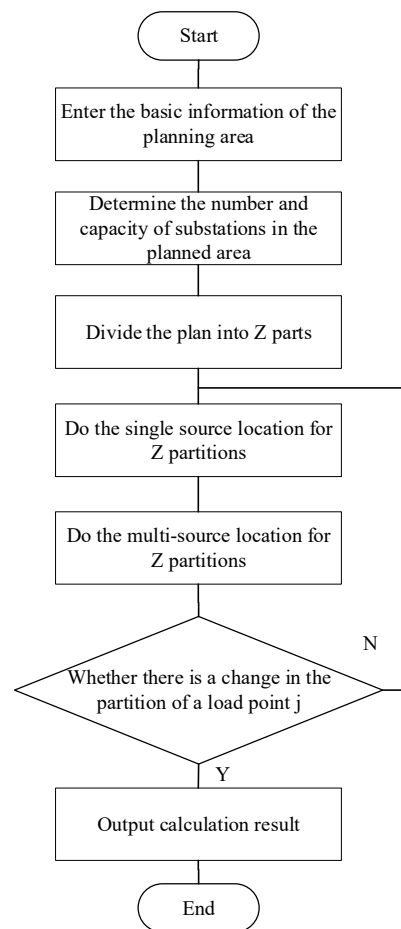 Start
Enter the basic information of the
planning area
Determine the number and
capacity of substations in the
planned area
Divide the plan into Z parts
Do the single source location for
Z partitions
Do the multi-source location for
Z partitions
N
Whether there is a change in the
partition of a load point j
Y
Output calculation result
End